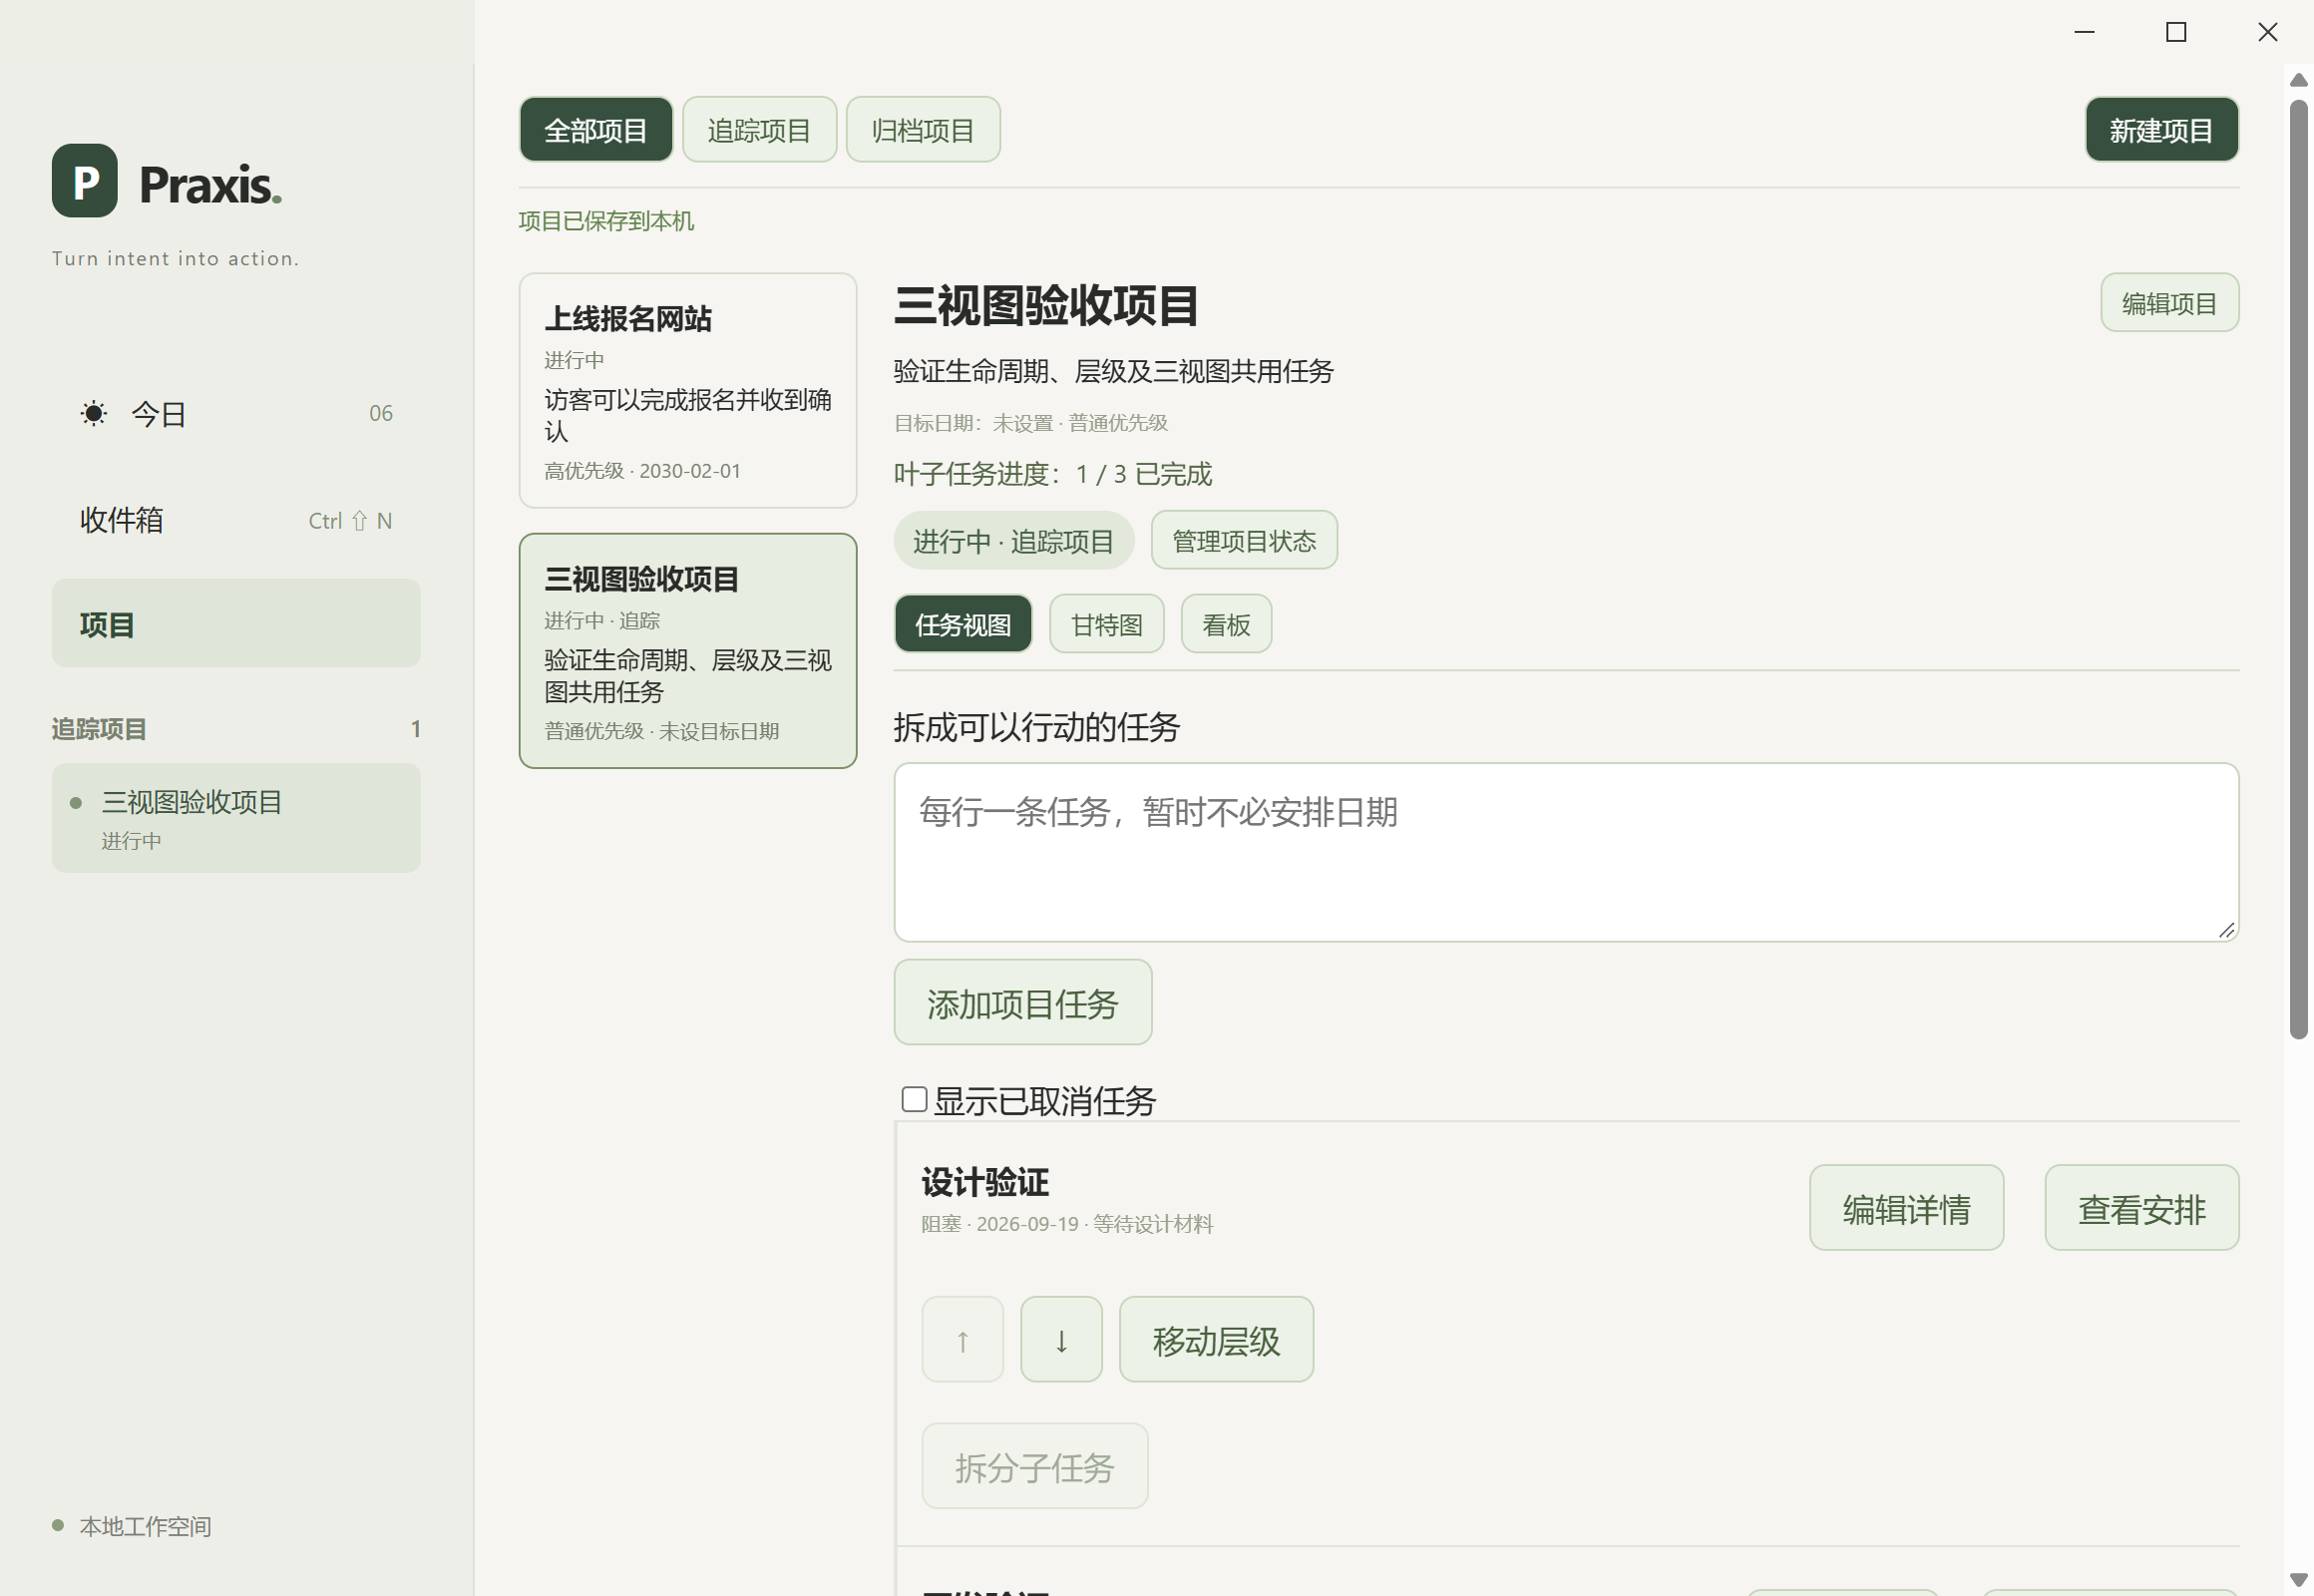 P Praxis.
Turn intent into action.
今日 06
收件箱 Ctrl ⇧ N
项目
追踪项目 1
三视图验收项目
进行中
本地工作空间
全部项目 追踪项目 归档项目 新建项目
项目已保存到本机
上线报名网站
进行中
访客可以完成报名并收到确
认
高优先级 · 2030-02-01
三视图验收项目
进行中 · 追踪
验证生命周期、层级及三视
图共用任务
普通优先级 · 未设目标日期
三视图验收项目 编辑项目
验证生命周期、层级及三视图共用任务
目标日期：未设置 · 普通优先级
叶子任务进度：1 / 3 已完成
进行中 · 追踪项目 管理项目状态
任务视图 甘特图 看板
拆成可以行动的任务
每行一条任务，暂时不必安排日期
添加项目任务
显示已取消任务
设计验证 编辑详情 查看安排
阻塞 · 2026-09-19 · 等待设计材料
↑ ↓ 移动层级
拆分子任务